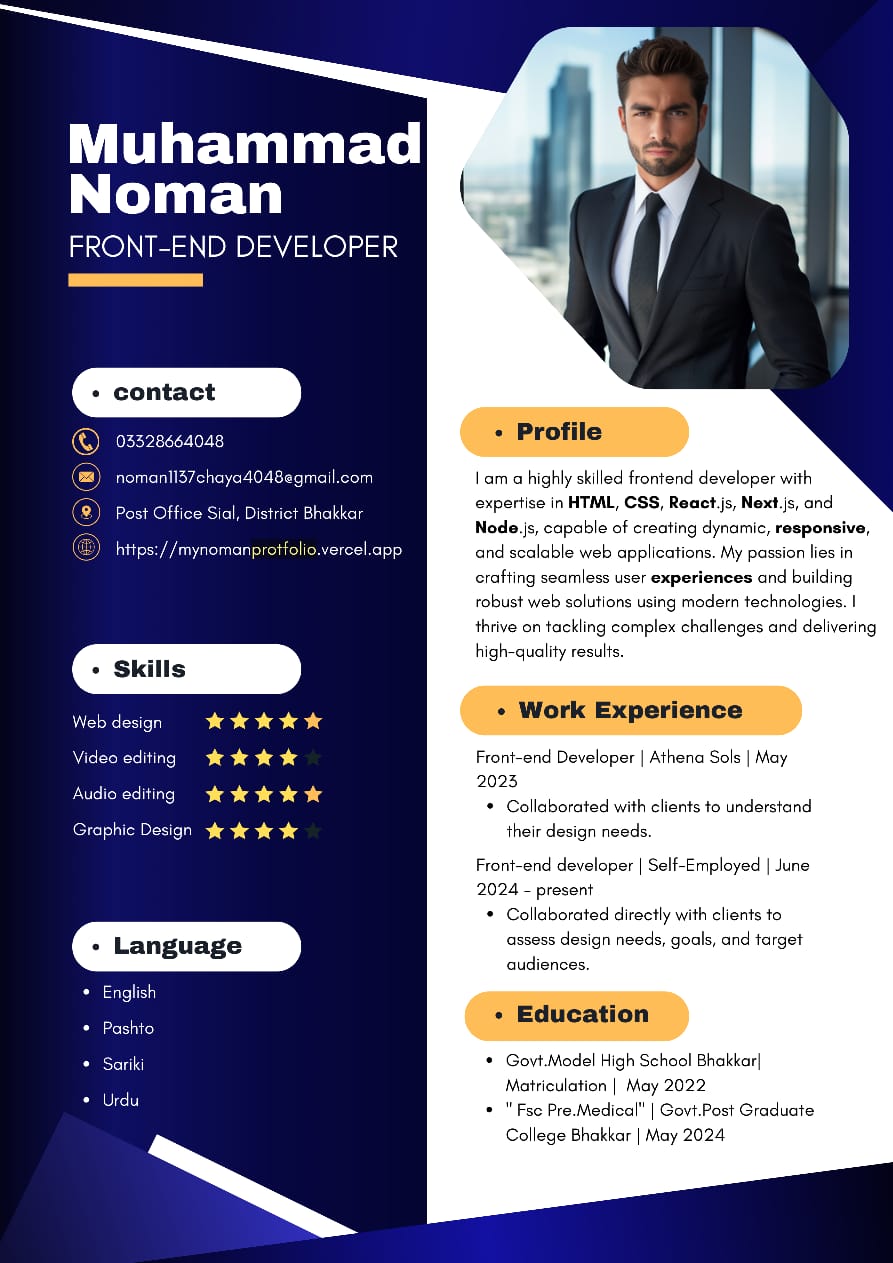 Muhammad
Noman
FRONT-END DEVELOPER
• contact
03328664048
noman1137chaya4048@gmail.com
Post Office Sial, District Bhakkar
https://mynomanprotfolio.vercel.app
• Skills
Web design
Video editing
Audio editing
Graphic Design
• Language
• English
• Pashto
• Sariki
• Urdu
• Profile
I am a highly skilled frontend developer with
expertise in HTML, CSS, React.js, Next.js, and
Node.js, capable of creating dynamic, responsive,
and scalable web applications. My passion lies in
crafting seamless user experiences and building
robust web solutions using modern technologies. I
thrive on tackling complex challenges and delivering
high-quality results.
• Work Experience
Front-end Developer | Athena Sols | May
2023
• Collaborated with clients to understand
their design needs.
Front-end developer | Self-Employed | June
2024 - present
• Collaborated directly with clients to
assess design needs, goals, and target
audiences.
• Education
• Govt.Model High School Bhakkar|
Matriculation | May 2022
• " Fsc Pre.Medical" | Govt.Post Graduate
College Bhakkar | May 2024